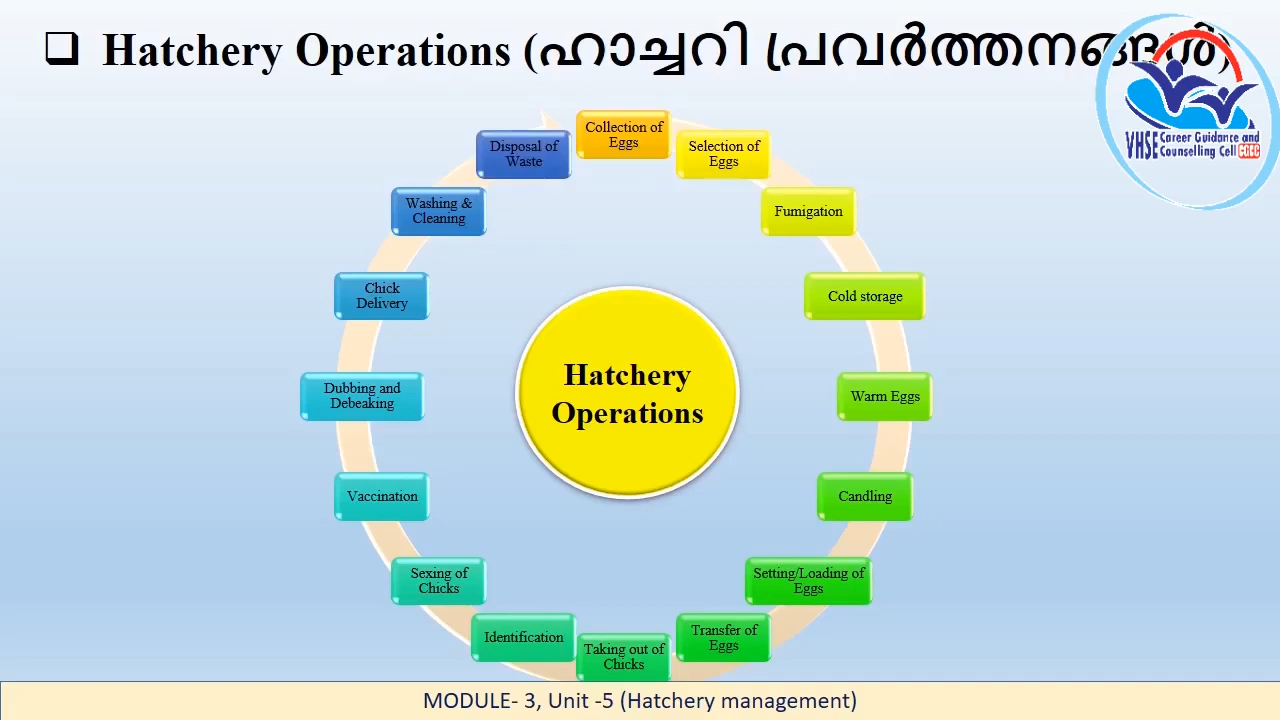 ❑ Hatchery Operations (ഹാച്ചറി പ്രവർത്തനങ്ങൾ)
VHSE Career Guidance and
Counselling Cell CGCC
Collection of
Eggs
Selection of
Eggs
Fumigation
Cold storage
Warm Eggs
Candling
Setting/Loading of
Eggs
Transfer of
Eggs
Taking out of
Chicks
Identification
Sexing of
Chicks
Vaccination
Dubbing and
Debeaking
Chick
Delivery
Washing &
Cleaning
Disposal of
Waste
Hatchery
Operations
MODULE- 3, Unit -5 (Hatchery management)